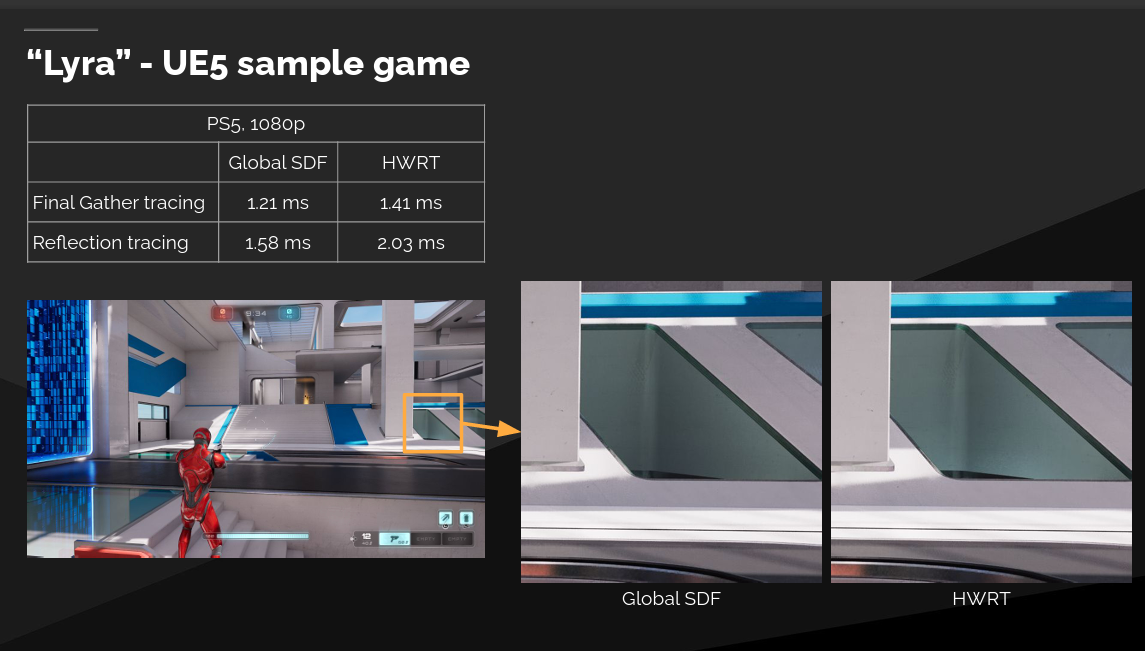 “Lyra” - UE5 sample game
PS5, 1080p
Global SDF HWRT
Final Gather tracing 1.21 ms 1.41 ms
Reflection tracing 1.58 ms 2.03 ms
9:34
12
Global SDF HWRT